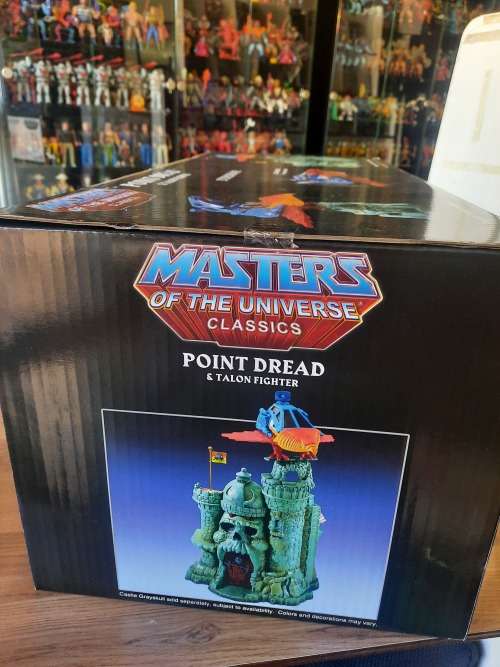 MASTERS
OF THE UNIVERSE
CLASSICS
POINT DREAD
& TALON FIGHTER
Castle Grayskull sold separately, subject to availability. Colors and decorations may vary.